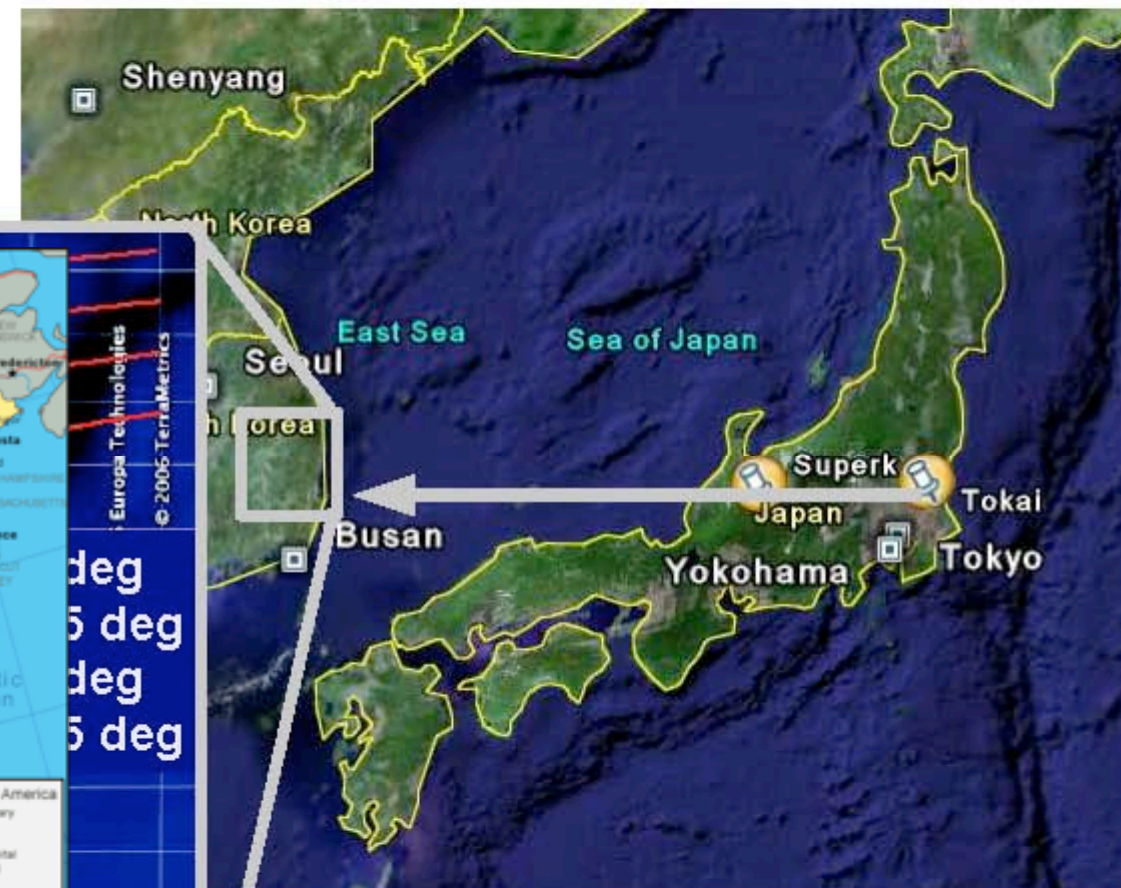 Shenyang
North Korea
East Sea
Sea of Japan
Seoul
h Korea
Superk
Tokai
Japan
Busan
Yokohama
Tokyo
Europa Technologies
© 2006 TerraMetrics
deg
5 deg
deg
5 deg
America